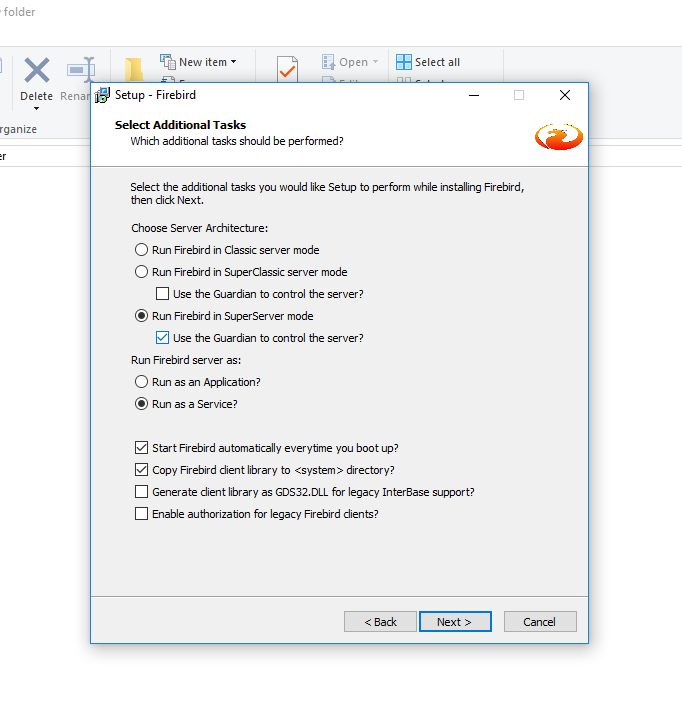 folder
New item
Open
Select all
Delete
organize
er
Setup - Firebird
Select Additional Tasks
Which additional tasks should be performed?
Select the additional tasks you would like Setup to perform while installing Firebird,
then click Next.
Choose Server Architecture:
Run Firebird in Classic server mode
Run Firebird in SuperClassic server mode
Use the Guardian to control the server?
Run Firebird in SuperServer mode
Use the Guardian to control the server?
Run Firebird server as:
Run as an Application?
Run as a Service?
Start Firebird automatically everytime you boot up?
Copy Firebird client library to <system> directory?
Generate client library as GDS32.DLL for legacy InterBase support?
Enable authorization for legacy Firebird clients?
< Back
Next >
Cancel